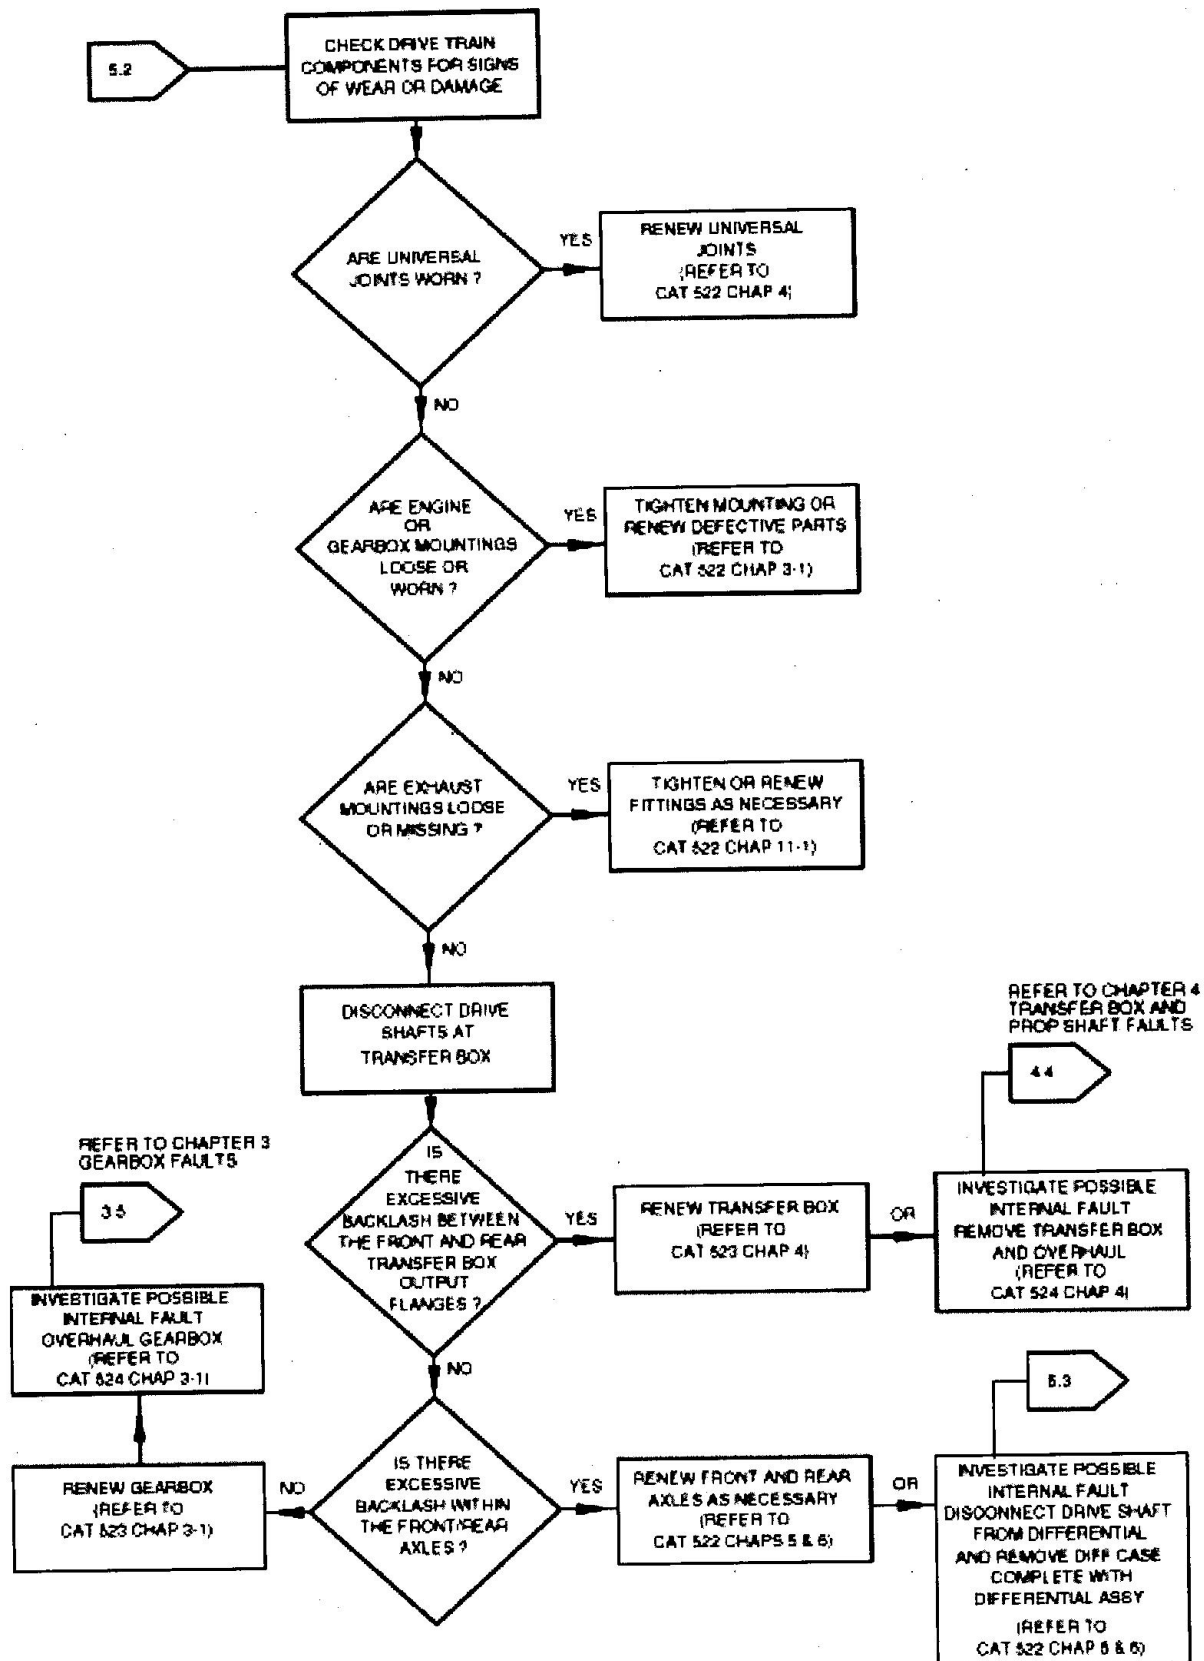 5.2
CHECK DRIVE TRAIN
COMPONENTS FOR SIGNS
OF WEAR OR DAMAGE
ARE UNIVERSAL
JOINTS WORN ?
YES
RENEW UNIVERSAL
JOINTS
(REFER TO
CAT 522 CHAP 4)
NO
ARE ENGINE
OR
GEARBOX MOUNTINGS
LOOSE OR
WORN ?
YES
TIGHTEN MOUNTING OR
RENEW DEFECTIVE PARTS
(REFER TO
CAT 522 CHAP 3-1)
NO
ARE EXHAUST
MOUNTINGS LOOSE
OR MISSING ?
YES
TIGHTEN OR RENEW
FITTINGS AS NECESSARY
(REFER TO
CAT 522 CHAP 11-1)
NO
DISCONNECT DRIVE
SHAFTS AT
TRANSFER BOX
REFER TO CHAPTER 4
TRANSFER BOX AND
PROP SHAFT FAULTS
4.4
IS
THERE
EXCESSIVE
BACKLASH BETWEEN
THE FRONT AND REAR
TRANSFER BOX
OUTPUT
FLANGES ?
YES
RENEW TRANSFER BOX
(REFER TO
CAT 523 CHAP 4)
OR
INVESTIGATE POSSIBLE
INTERNAL FAULT
REMOVE TRANSFER BOX
AND OVERHAUL
(REFER TO
CAT 524 CHAP 4)
REFER TO CHAPTER 3
GEARBOX FAULTS
3.5
INVESTIGATE POSSIBLE
INTERNAL FAULT
OVERHAUL GEARBOX
(REFER TO
CAT 524 CHAP 3-1)
NO
5.3
RENEW GEARBOX
(REFER TO
CAT 523 CHAP 3-1)
NO
IS THERE
EXCESSIVE
BACKLASH WITHIN
THE FRONT/REAR
AXLES ?
YES
RENEW FRONT AND REAR
AXLES AS NECESSARY
(REFER TO
CAT 522 CHAPS 5 & 6)
OR
INVESTIGATE POSSIBLE
INTERNAL FAULT
DISCONNECT DRIVE SHAFT
FROM DIFFERENTIAL
AND REMOVE DIFF CASE
COMPLETE WITH
DIFFERENTIAL ASSY
(REFER TO
CAT 522 CHAP 5 & 6)